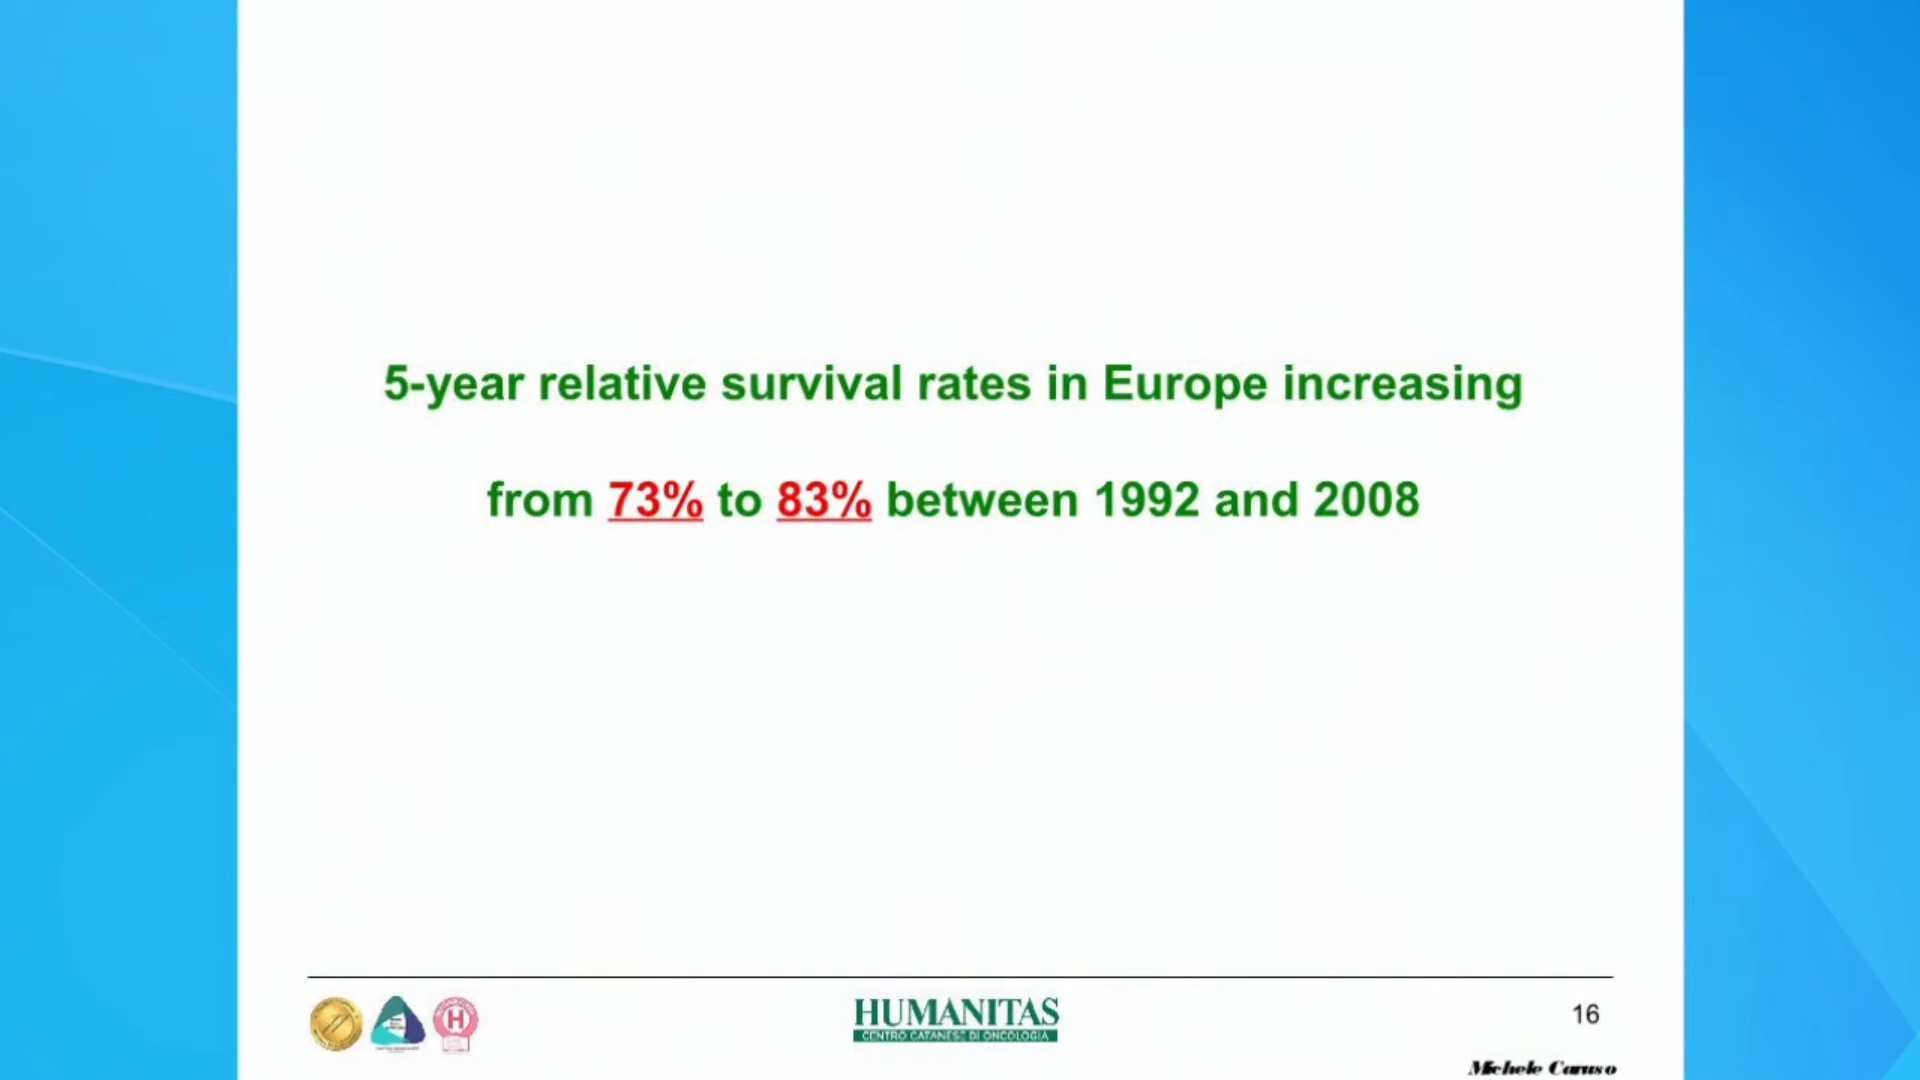 5-year relative survival rates in Europe increasing
from 73% to 83% between 1992 and 2008
H
HUMANITAS
CENTRO CATANESE DI ONCOLOGIA
16
Michele Caruso